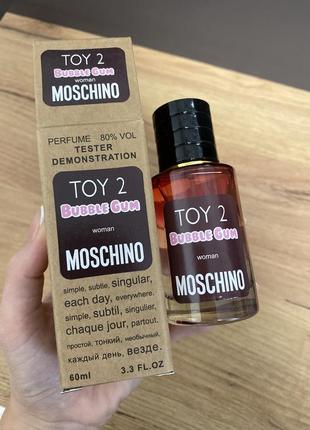 TOY 2
BUBBLE GUM
woman
MOSCHINO
PERFUME 80% VOL
TESTER
DEMONSTRATION
TOY 2
BUBBLE GUM
woman
MOSCHINO
simple, subtle, singular,
each day, everywhere.
simple, subtil, singulier,
chaque jour, partout.
простой, тонкий, необычный,
каждый день, везде.
60ml 3.3 FL.OZ
TOY 2
BUBBLE GUM
woman
MOSCHINO